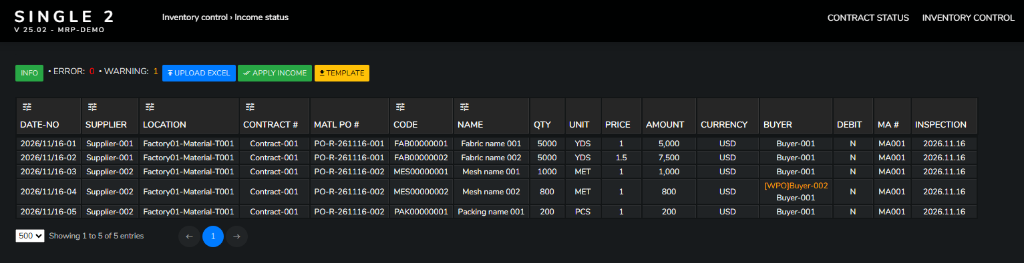 SINGLE 2
V 25.02 - MRP-DEMO
Inventory control › Income status
CONTRACT STATUS INVENTORY CONTROL
INFO • ERROR: 0 • WARNING: 1 UPLOAD EXCEL APPLY INCOME TEMPLATE
DATE-NO SUPPLIER LOCATION CONTRACT # MATL PO # CODE NAME QTY UNIT PRICE AMOUNT CURRENCY BUYER DEBIT MA # INSPECTION
2026/11/16-01 Supplier-001 Factory01-Material-T001 Contract-001 PO-R-261116-001 FAB00000001 Fabric name 001 5000 YDS 1 5,000 USD Buyer-001 N MA001 2026.11.16
2026/11/16-02 Supplier-001 Factory01-Material-T001 Contract-001 PO-R-261116-001 FAB00000002 Fabric name 002 5000 YDS 1.5 7,500 USD Buyer-001 N MA001 2026.11.16
2026/11/16-03 Supplier-002 Factory01-Material-T001 Contract-001 PO-R-261116-002 MES00000001 Mesh name 001 1000 MET 1 1,000 USD Buyer-001 N MA001 2026.11.16
2026/11/16-04 Supplier-002 Factory01-Material-T001 Contract-001 PO-R-261116-002 MES00000002 Mesh name 002 800 MET 1 800 USD [WPO]Buyer-002 N MA001 2026.11.16
Buyer-001
2026/11/16-05 Supplier-002 Factory01-Material-T001 Contract-001 PO-R-261116-002 PAK00000001 Packing name 001 200 PCS 1 200 USD Buyer-001 N MA001 2026.11.16
500 Showing 1 to 5 of 5 entries ← 1 →